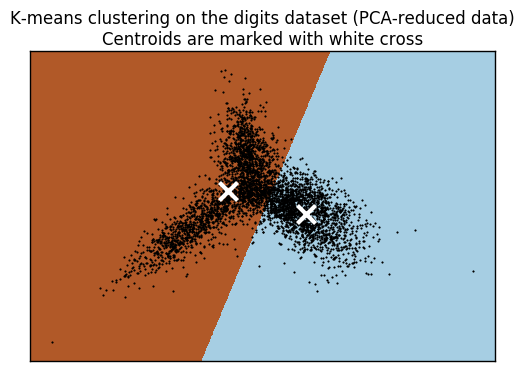 K-means clustering on the digits dataset (PCA-reduced data)
Centroids are marked with white cross